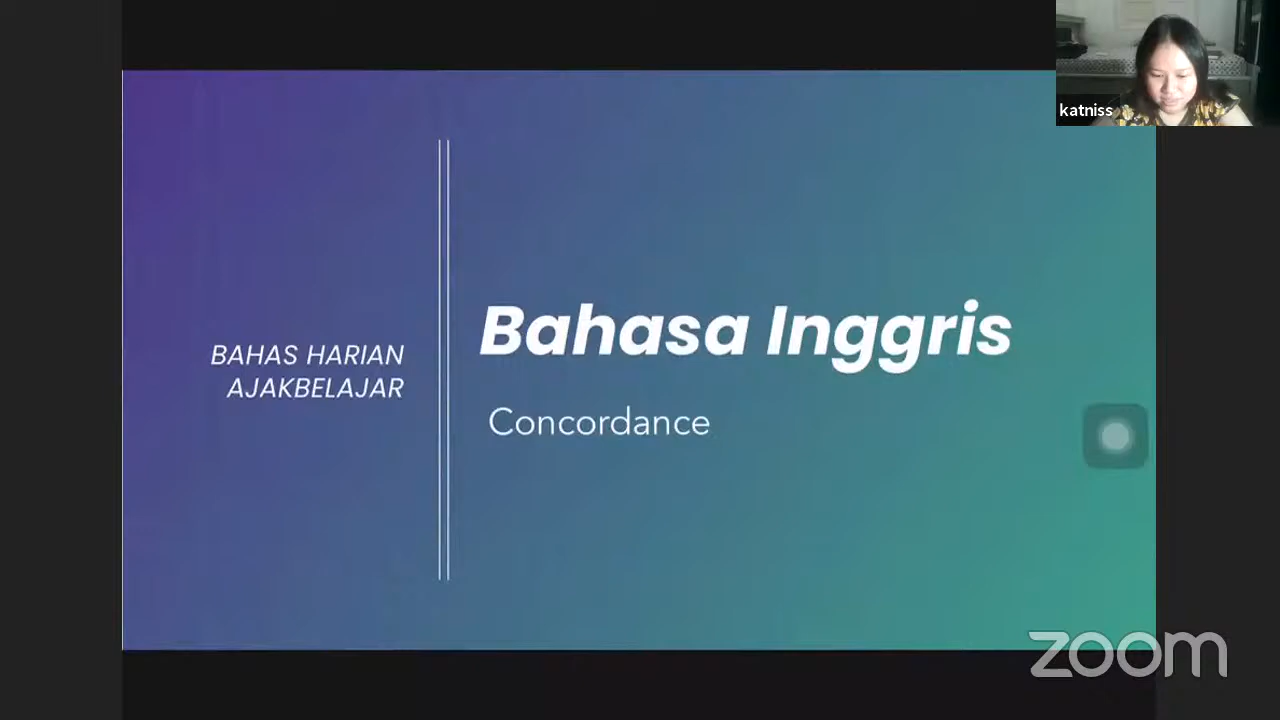 katniss
BAHAS HARIAN
AJAKBELAJAR
Bahasa Inggris
Concordance
zoom